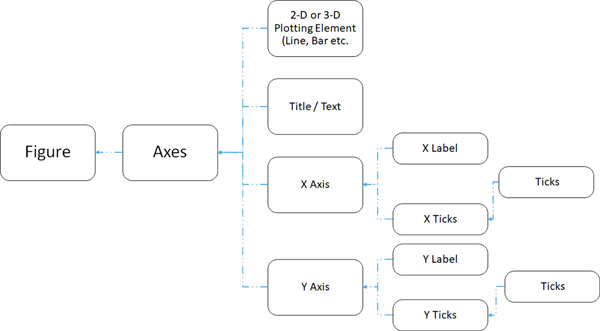 2-D or 3-D
Plotting Element
(Line, Bar etc.
Title / Text
Figure
Axes
X Axis
X Label
X Ticks
Ticks
Y Axis
Y Label
Y Ticks
Ticks